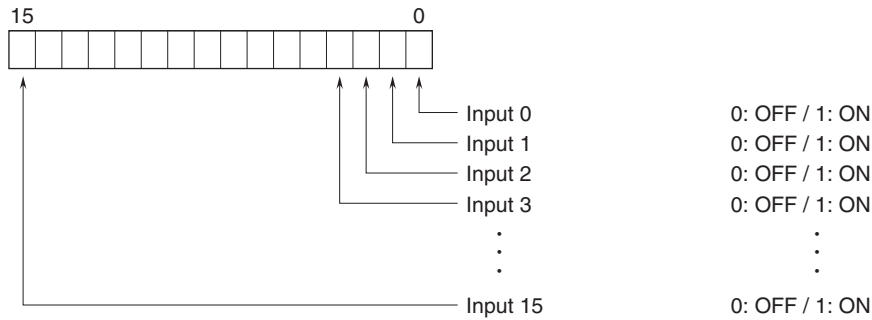 15 0
Input 0 0: OFF / 1: ON
Input 1 0: OFF / 1: ON
Input 2 0: OFF / 1: ON
Input 3 0: OFF / 1: ON
Input 15 0: OFF / 1: ON